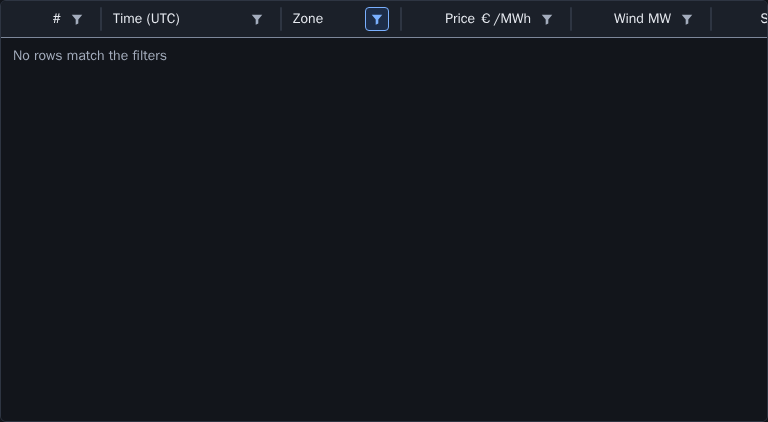 # Time (UTC) Zone Price €/MWh Wind MW S
No rows match the filters